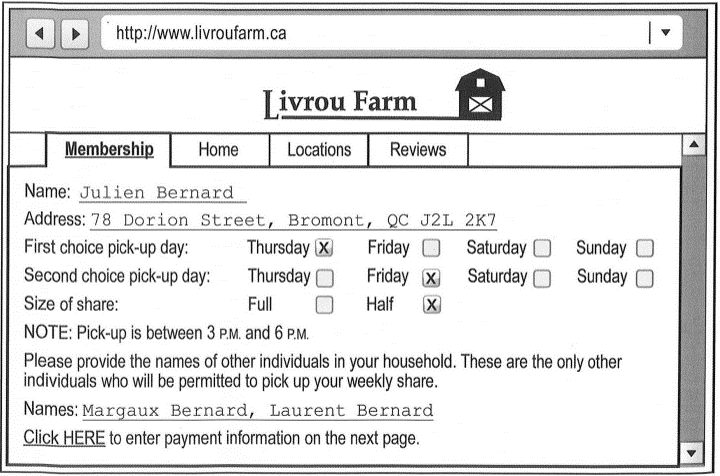 http://www.livroufarm.ca
Livrou Farm
Membership Home Locations Reviews
Name: Julien Bernard
Address: 78 Dorion Street, Bromont, QC J2L 2K7
First choice pick-up day: Thursday X Friday Saturday Sunday
Second choice pick-up day: Thursday Friday X Saturday Sunday
Size of share: Full Half X
NOTE: Pick-up is between 3 P.M. and 6 P.M.
Please provide the names of other individuals in your household. These are the only other
individuals who will be permitted to pick up your weekly share.
Names: Margaux Bernard, Laurent Bernard
Click HERE to enter payment information on the next page.